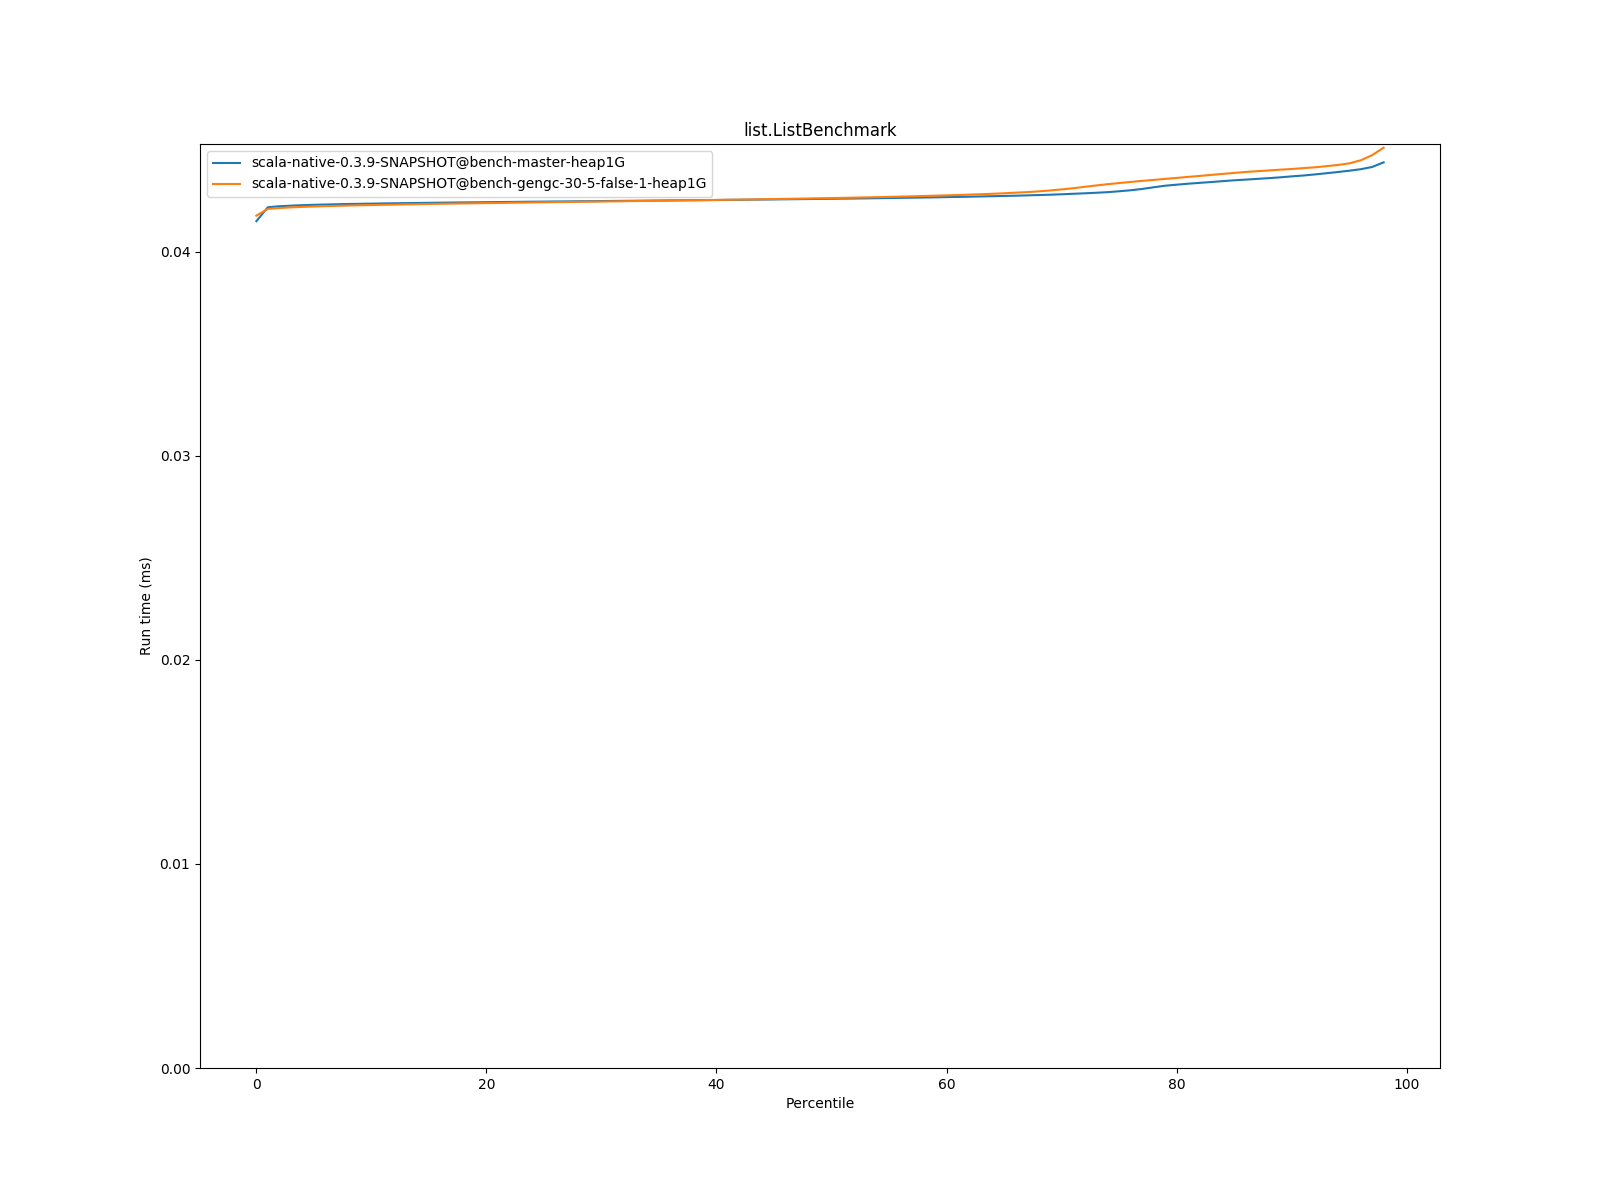 list.ListBenchmark
scala-native-0.3.9-SNAPSHOT@bench-master-heap1G
scala-native-0.3.9-SNAPSHOT@bench-gengc-30-5-false-1-heap1G
0.04
0.03
0.02
0.01
0.00
Run time (ms)
0 20 40 60 80 100
Percentile